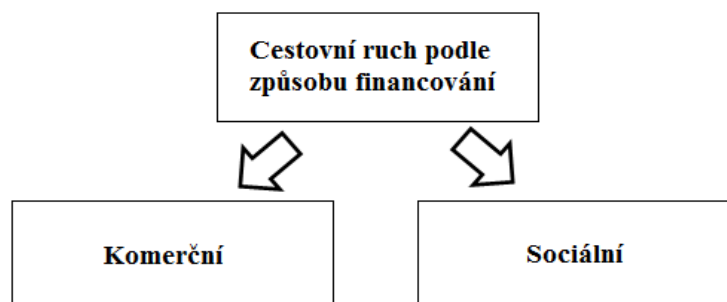 Cestovní ruch podle
způsobu financování
Komerční
Sociální